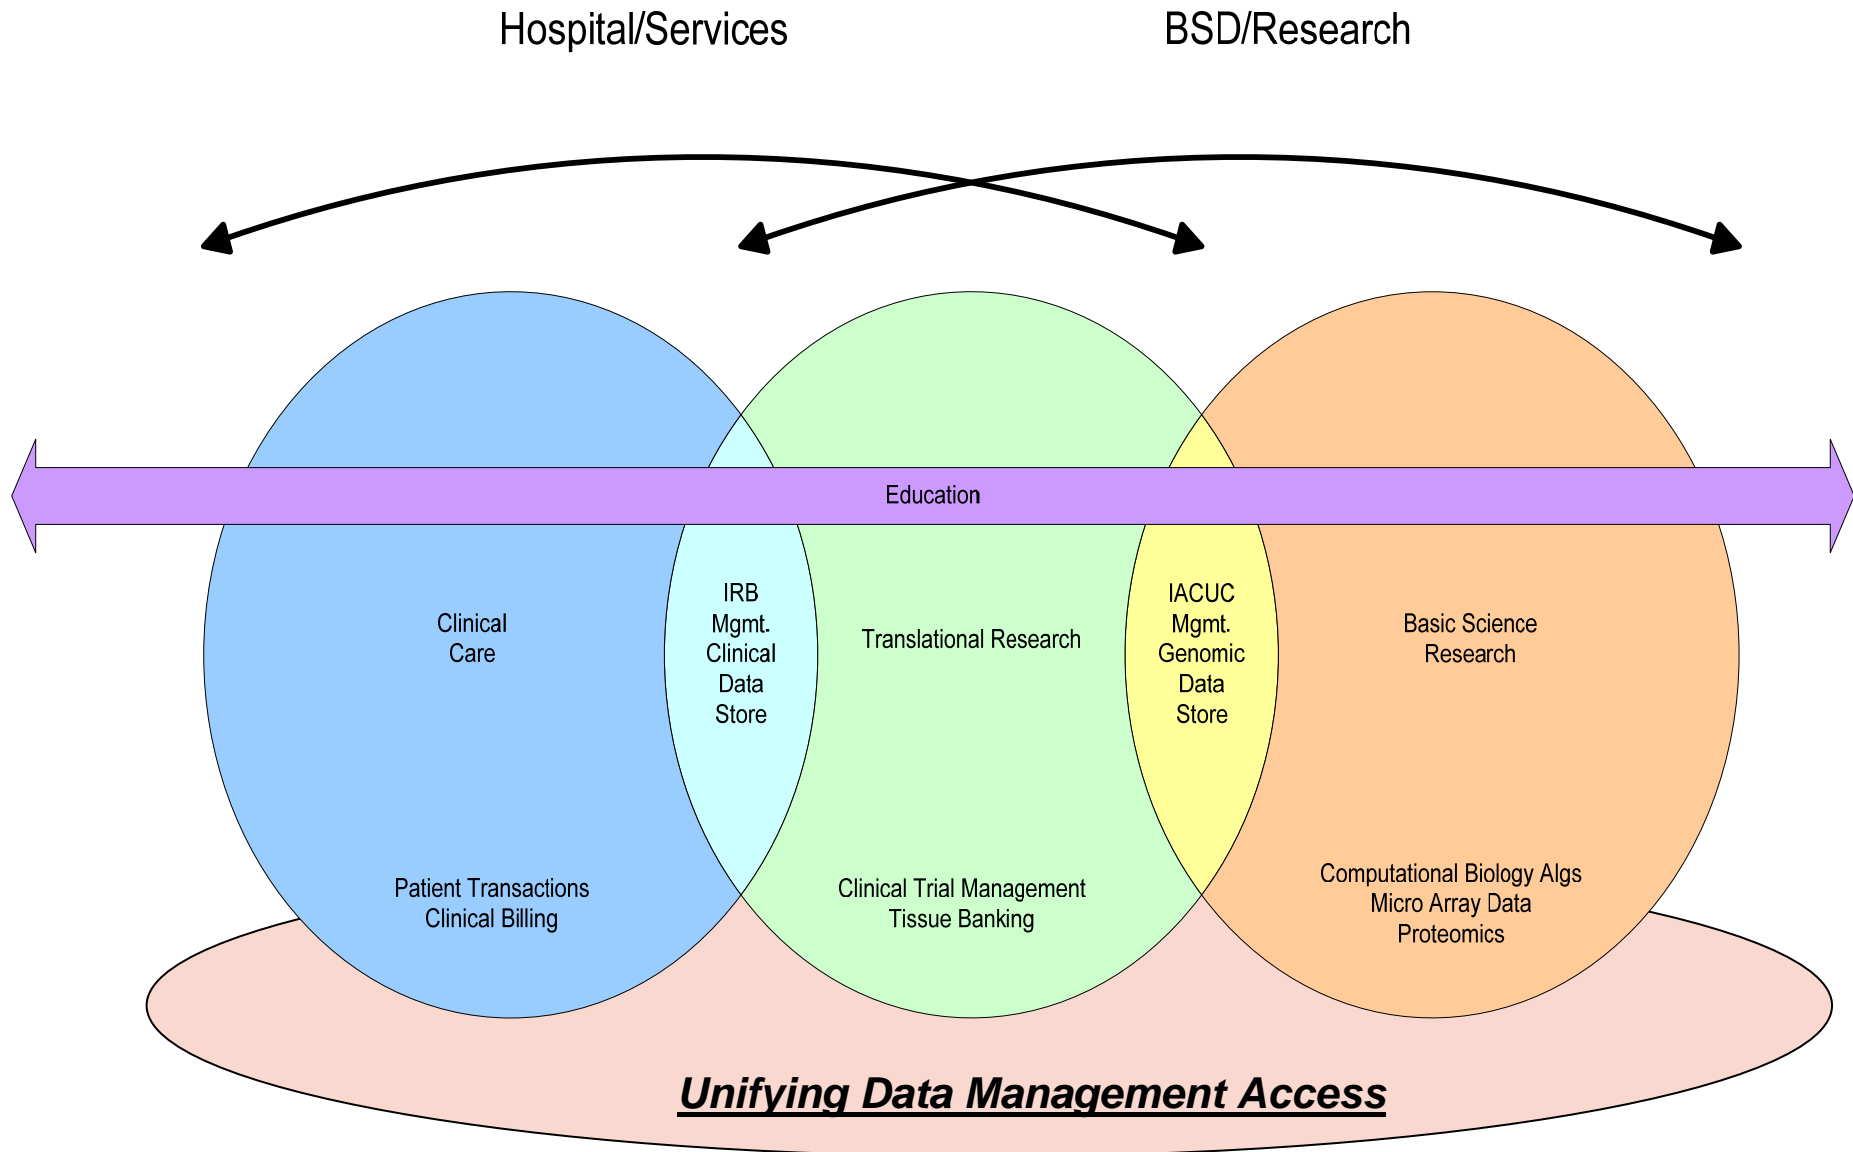 Hospital/Services
BSD/Research
Education
Clinical
Care
IRB
Mgmt.
Clinical
Data
Store
Translational Research
IACUC
Mgmt.
Genomic
Data
Store
Basic Science
Research
Patient Transactions
Clinical Billing
Clinical Trial Management
Tissue Banking
Computational Biology Algs
Micro Array Data
Proteomics
Unifying Data Management Access